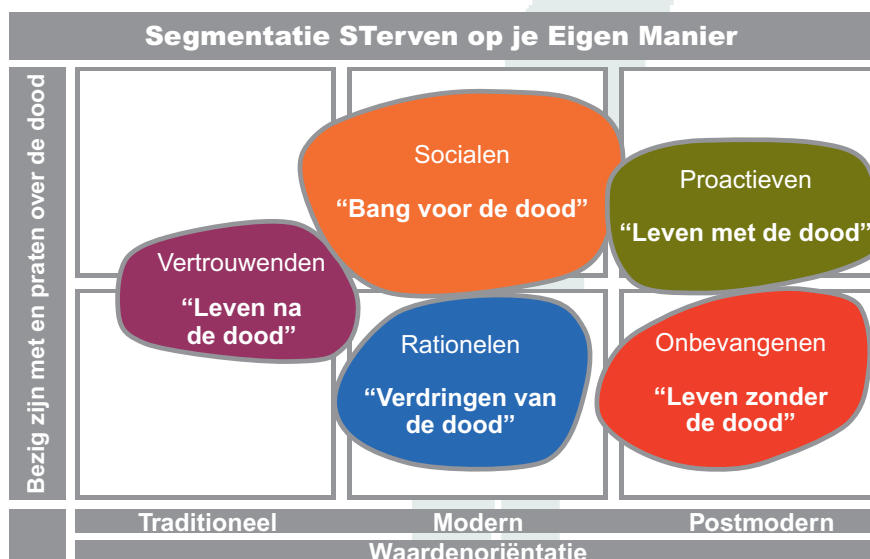 Segmentatie STerven op je Eigen Manier
Bezig zijn met en praten over de dood
Socialen
“Bang voor de dood”
Proactieven
“Leven met de dood”
Vertrouwenden
“Leven na
de dood”
Rationelen
“Verdringen van
de dood”
Onbevangenen
“Leven zonder
de dood”
Traditioneel
Modern
Postmodern
Waardenoriëntatie